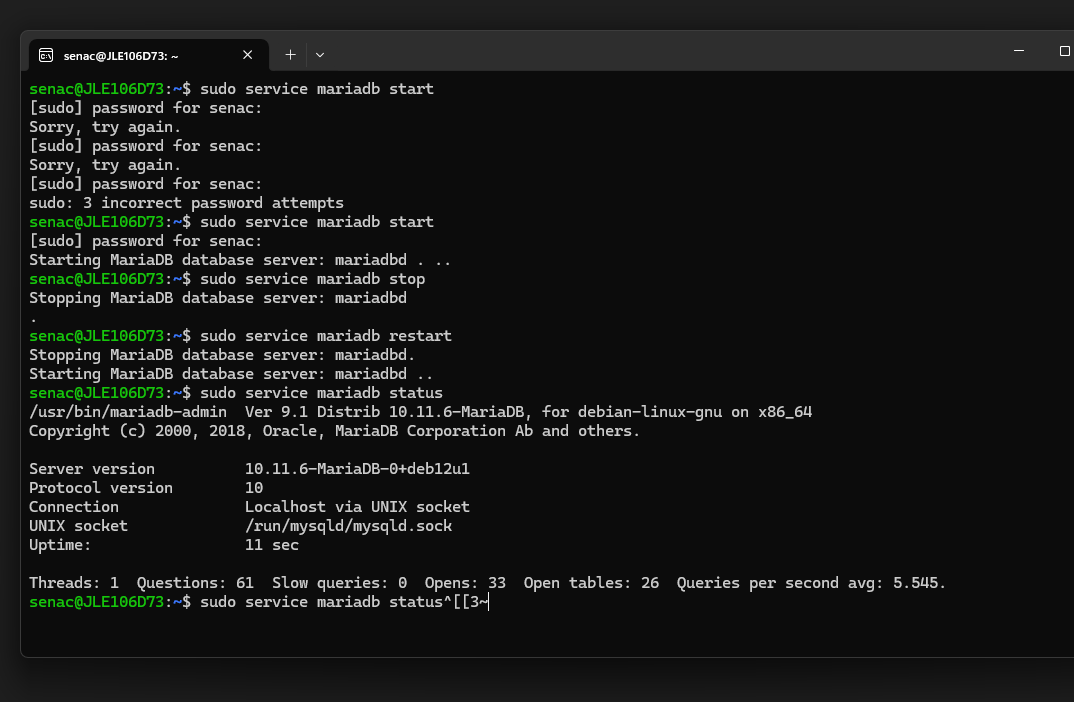 senac@JLE106D73: ~
senac@JLE106D73:~$ sudo service mariadb start
[sudo] password for senac:
Sorry, try again.
[sudo] password for senac:
Sorry, try again.
[sudo] password for senac:
sudo: 3 incorrect password attempts
senac@JLE106D73:~$ sudo service mariadb start
[sudo] password for senac:
Starting MariaDB database server: mariadbd . ..
senac@JLE106D73:~$ sudo service mariadb stop
Stopping MariaDB database server: mariadbd
.
senac@JLE106D73:~$ sudo service mariadb restart
Stopping MariaDB database server: mariadbd.
Starting MariaDB database server: mariadbd ..
senac@JLE106D73:~$ sudo service mariadb status
/usr/bin/mariadb-admin  Ver 9.1 Distrib 10.11.6-MariaDB, for debian-linux-gnu on x86_64
Copyright (c) 2000, 2018, Oracle, MariaDB Corporation Ab and others.
Server version          10.11.6-MariaDB-0+deb12u1
Protocol version        10
Connection              Localhost via UNIX socket
UNIX socket             /run/mysqld/mysqld.sock
Uptime:                 11 sec
Threads: 1  Questions: 61  Slow queries: 0  Opens: 33  Open tables: 26  Queries per second avg: 5.545.
senac@JLE106D73:~$ sudo service mariadb status^[[3~